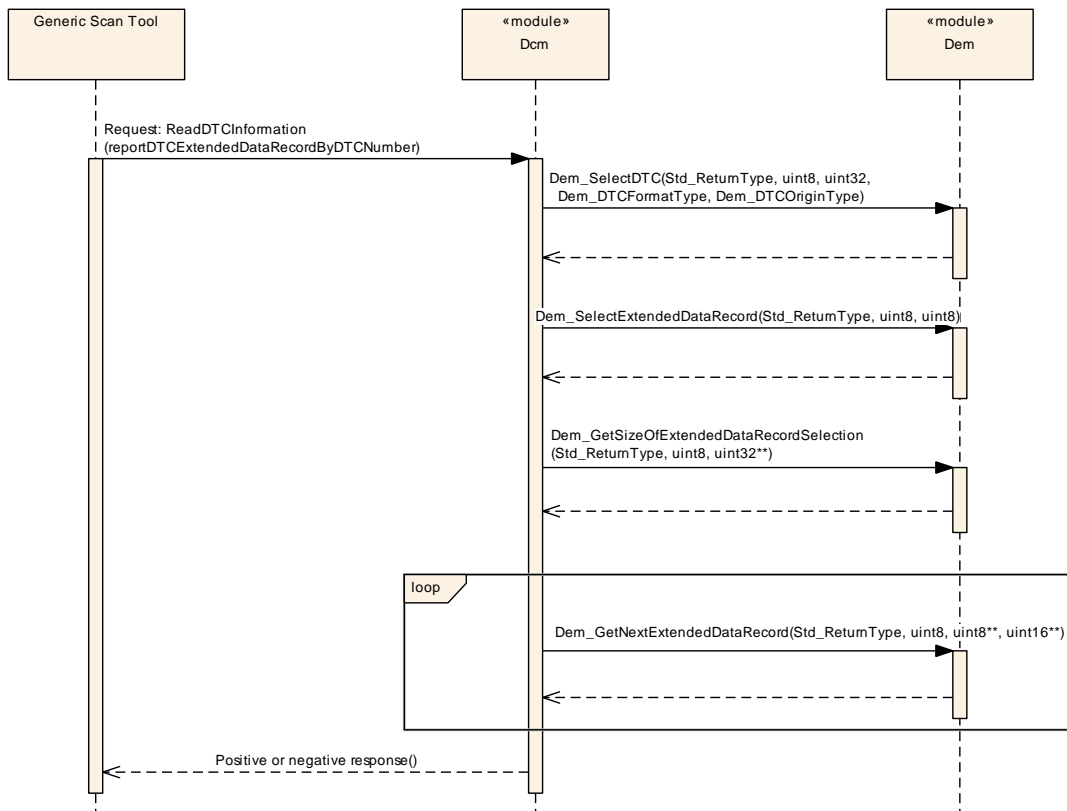 Generic Scan Tool
«module»
Dcm
«module»
Dem
Request: ReadDTCInformation
(reportDTCExtendedDataRecordByDTCNumber)
Dem_SelectDTC(Std_ReturnType, uint8, uint32,
Dem_DTCFormatType, Dem_DTCOriginType)
Dem_SelectExtendedDataRecord(Std_ReturnType, uint8, uint8)
Dem_GetSizeOfExtendedDataRecordSelection
(Std_ReturnType, uint8, uint32**)
loop
Dem_GetNextExtendedDataRecord(Std_ReturnType, uint8, uint8**, uint16**)
Positive or negative response()